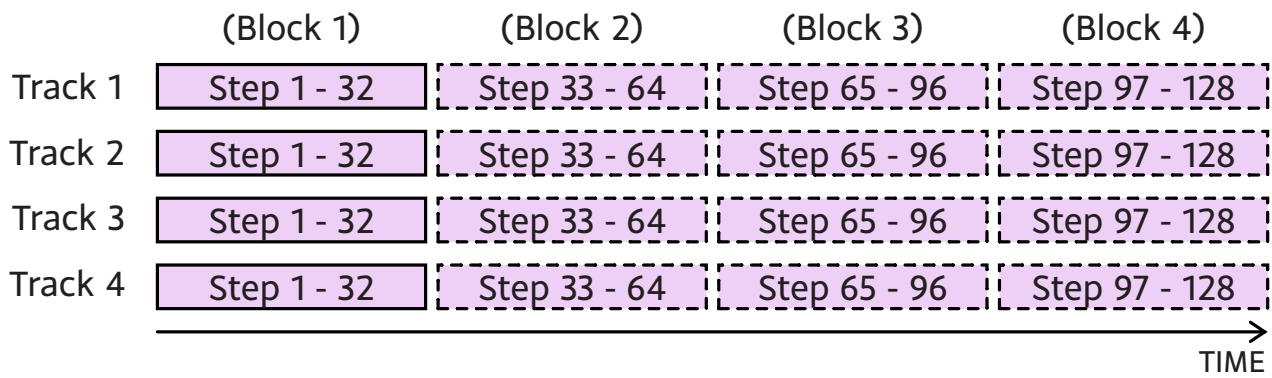 (Block 1) (Block 2) (Block 3) (Block 4)
Track 1 Step 1 - 32 Step 33 - 64 Step 65 - 96 Step 97 - 128
Track 2 Step 1 - 32 Step 33 - 64 Step 65 - 96 Step 97 - 128
Track 3 Step 1 - 32 Step 33 - 64 Step 65 - 96 Step 97 - 128
Track 4 Step 1 - 32 Step 33 - 64 Step 65 - 96 Step 97 - 128
TIME